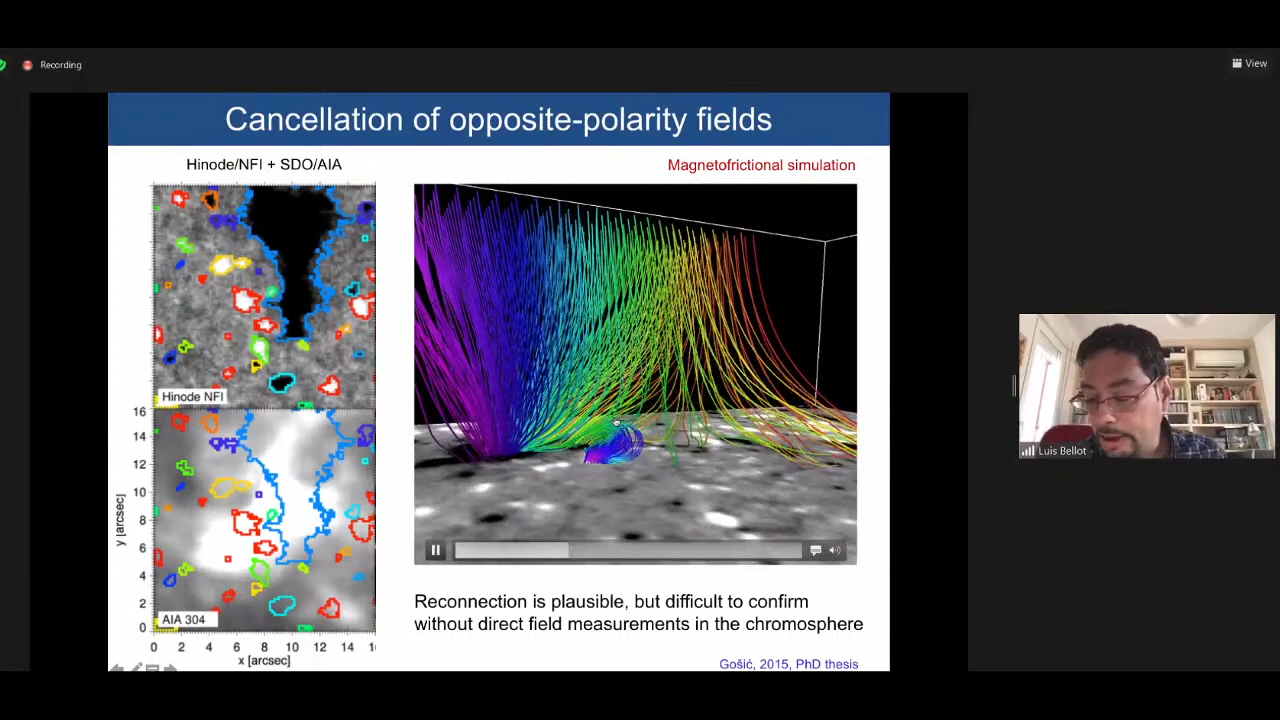 Recording
View
Cancellation of opposite-polarity fields
Hinode/NFI + SDO/AIA
Magnetofrictional simulation
Hinode NFI
16
14
12
10
8
6
4
2
0
y [arcsec]
AIA 304
0 2 4 6 8 10 12 14
x [arcsec]
Reconnection is plausible, but difficult to confirm
without direct field measurements in the chromosphere
Gošić, 2015, PhD thesis
Luis Bellot